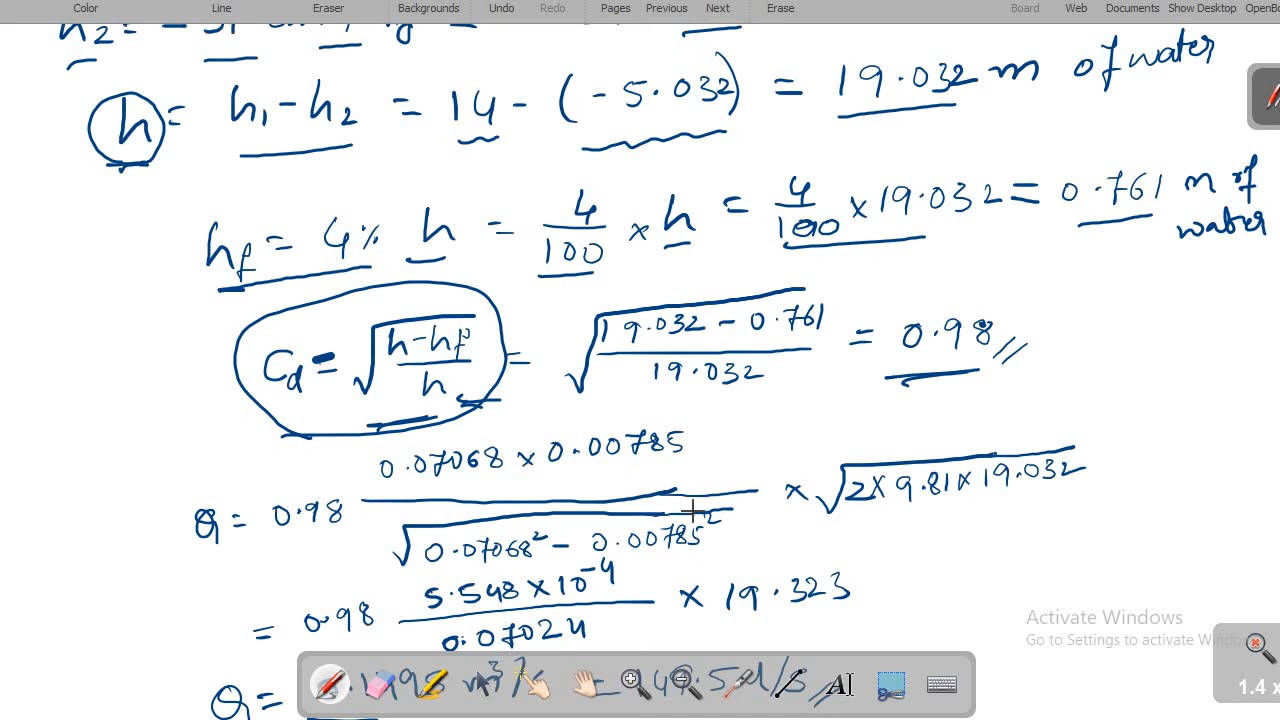 Color Line Eraser Backgrounds Undo Redo Pages Previous Next Erase Board Web Documents Show Desktop OpenBo
h₂ = -
h = h₁ - h₂ = 14 - (-5.032) = 19.032 m of water
h_f = 4% h = 4/100 × h = 4/100 × 19.032 = 0.761 m of water
C_d = √((h - h_f)/h) = √((19.032 - 0.761)/19.032) = 0.98 //
Q = 0.98 (0.07068 × 0.00785)/√(0.07068² - 0.00785²) × √(2 × 9.81 × 19.032)
= 0.98 (5.548 × 10⁻⁴)/0.07024 × 19.323
Q =
Activate Windows
Go to Settings to activate Windows.
1.4 x